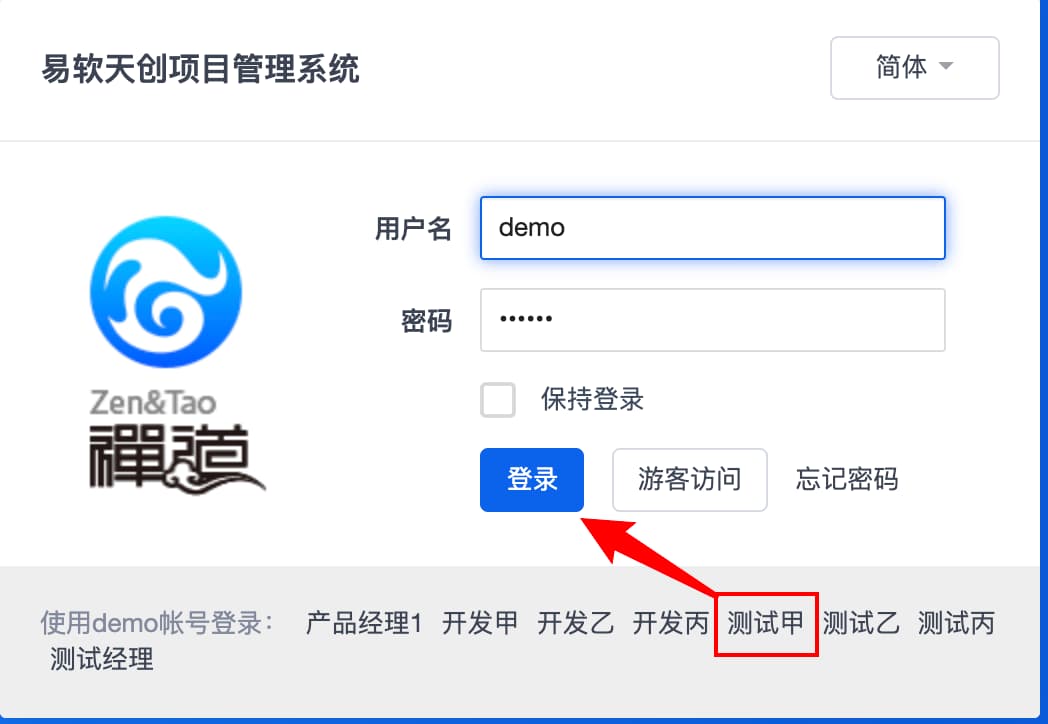 易软天创项目管理系统 简体
用户名 demo
密码 ••••••
Zen&Tao
禪道
保持登录
登录 游客访问 忘记密码
使用demo帐号登录： 产品经理1 开发甲 开发乙 开发丙 测试甲 测试乙 测试丙
测试经理